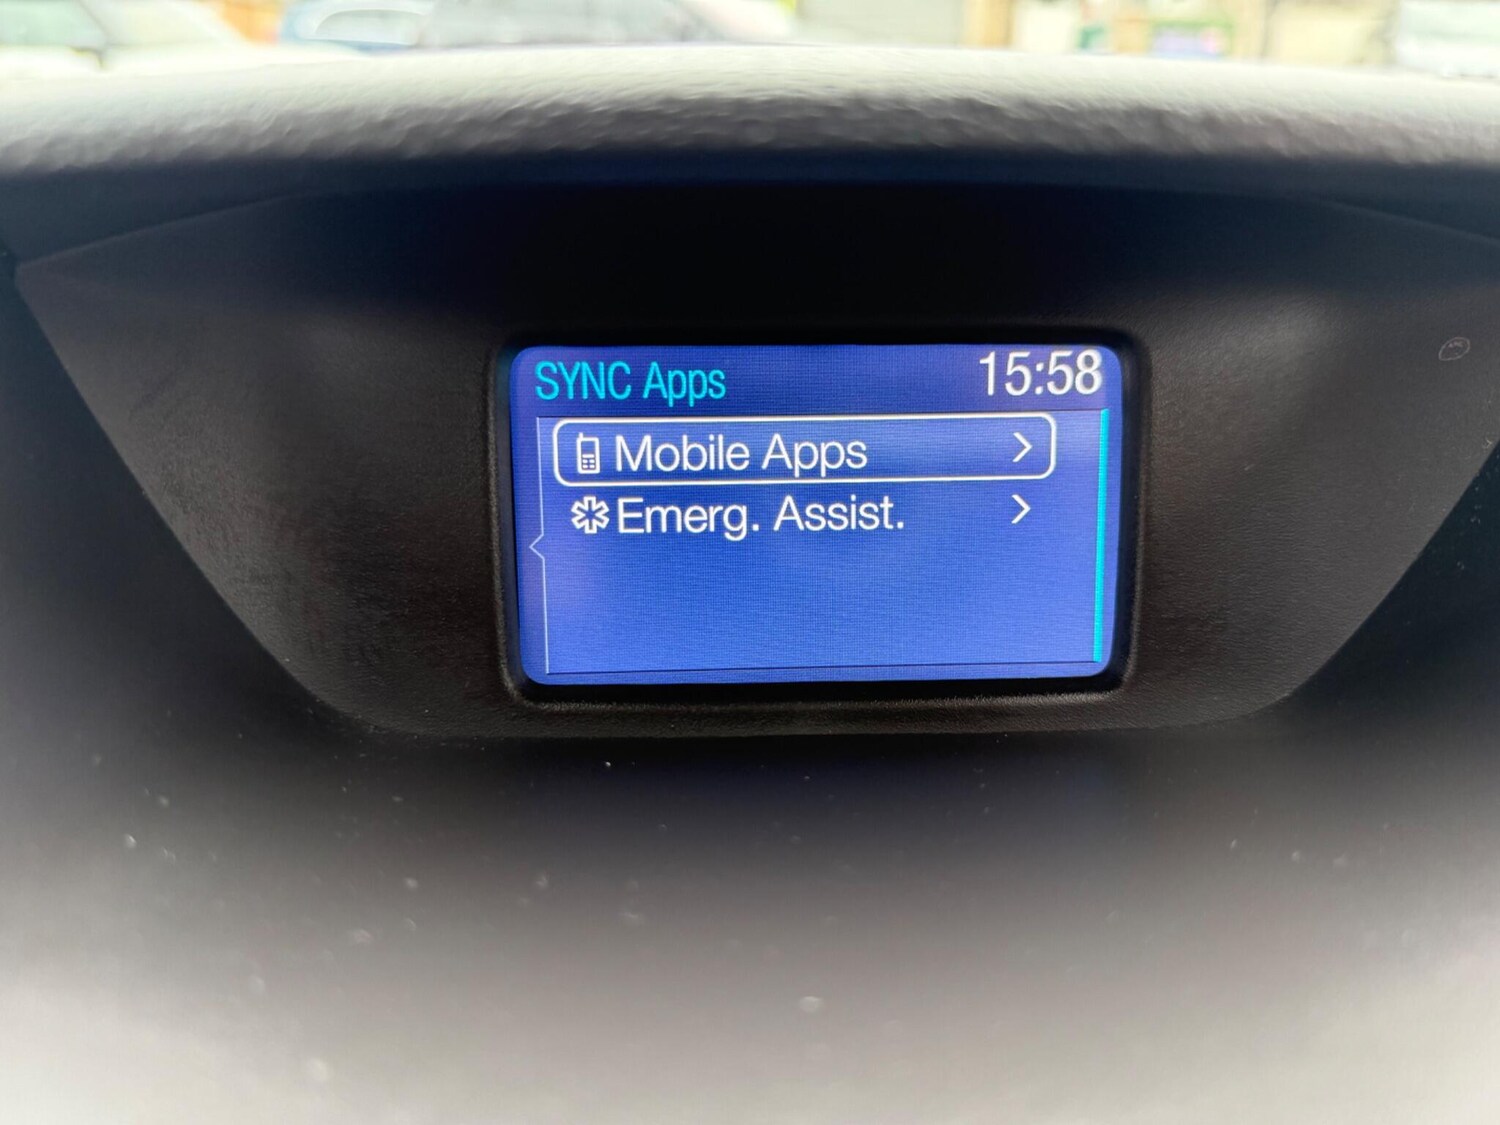 SYNC Apps
15:58
Mobile Apps
Emerg. Assist.